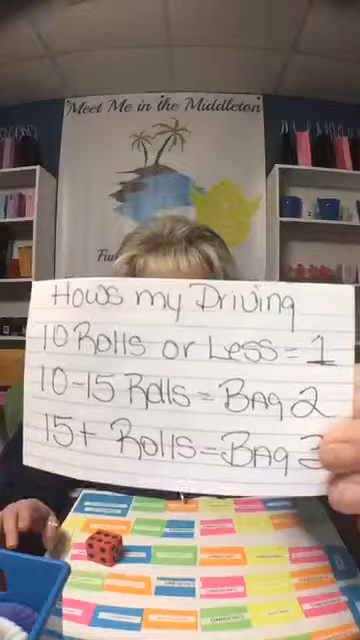 Meet Me in the Middleton
Fun
Hows my Driving
10 Rolls or Less = 1
10-15 Rolls = Bag 2
15+ Rolls = Bag 3